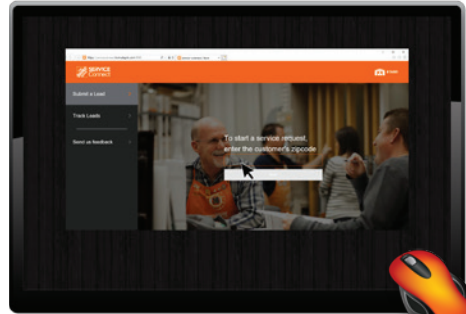 SERVICE
Connect
Submit a Lead
Track Leads
Send us feedback
To start a service request,
enter the customer's zipcode